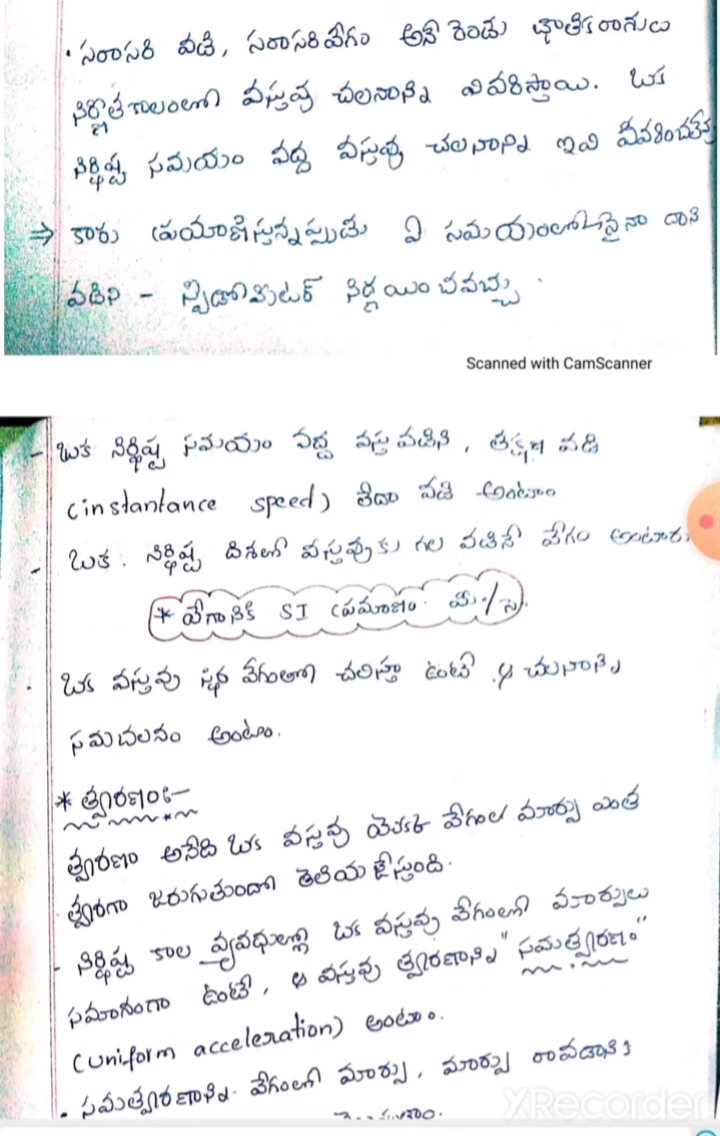 • సరాసరి వడి, సరాసరి వేగం అనే రెండు భౌతికరాశులు
నిర్ణీత కాలంలో వస్తువు చలనాన్ని వివరిస్తాయి. ఒక
నిర్ధిష్ట సమయం వద్ద వస్తువు చలనాన్ని ఇవి వివరించలేవు
⇒ కారు ప్రయాణిస్తున్నప్పుడు ఏ సమయంలోనైనా దాని
వడిని - స్పీడోమీటర్ నిర్ణయించవచ్చు.
Scanned with CamScanner
- ఒక నిర్ధిష్ట సమయం వద్ద వస్తు వడిని, తక్షణ వడి
(instantance speed) లేదా వడి అంటాం
- ఒక. నిర్ధిష్ట దిశలో వస్తువుకు గల వడినే వేగం అంటారు.
* వేగానికి SI ప్రమాణం: మీ./సె.
• ఒక వస్తువు స్థిర వేగంతో చలిస్తూ ఉంటే, ఆ చలనాన్ని
సమచలనం అంటాం.
* త్వరణం:-
త్వరణం అనేది ఒక వస్తువు యొక్క వేగంలో మార్పు ఎంత
త్వరగా జరుగుతుందో తెలియజేస్తుంది.
- నిర్ధిష్ట కాల వ్యవధుల్లో ఒక వస్తువు వేగంలో మార్పులు
సమానంగా ఉంటే, ఆ వస్తువు త్వరణాన్ని "సమత్వరణం"
(uniform acceleration) అంటాం.
• సమత్వరణాన్ని. వేగంలో మార్పు, మార్పు రావడానికి
XRecorder